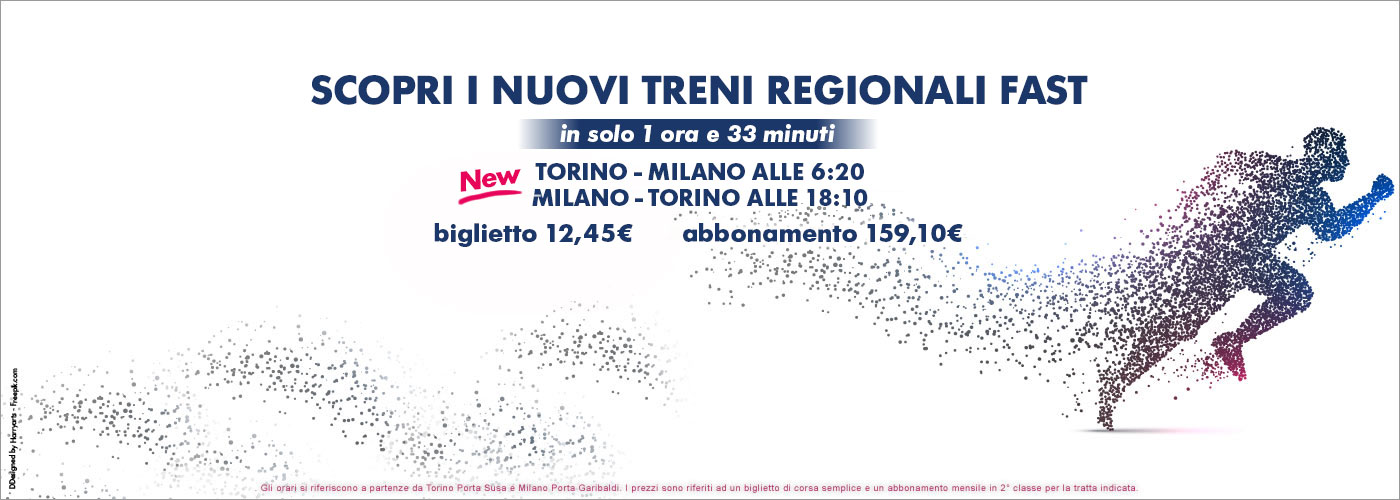 SCOPRI I NUOVI TRENI REGIONALI FAST
in solo 1 ora e 33 minuti
New TORINO - MILANO ALLE 6:20
MILANO - TORINO ALLE 18:10
biglietto 12,45€ abbonamento 159,10€
DDesigned by Harryarts - Freepik.com
Gli orari si riferiscono a partenze da Torino Porta Susa e Milano Porta Garibaldi. I prezzi sono riferiti ad un biglietto di corsa semplice e un abbonamento mensile in 2° classe per la tratta indicata.